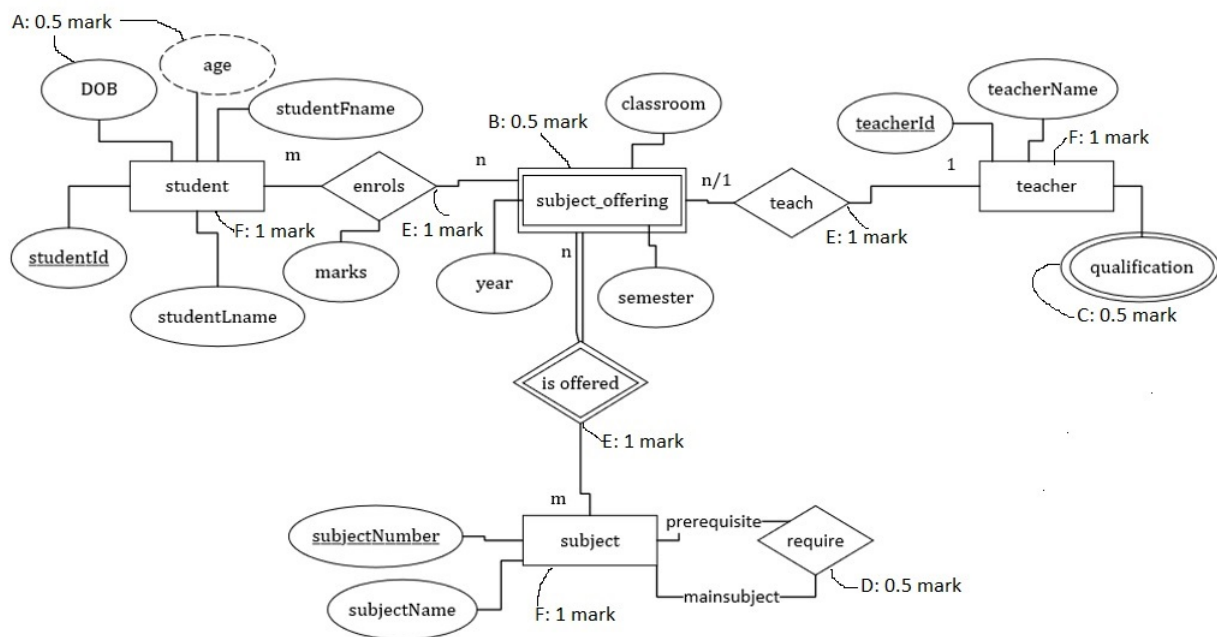 A: 0.5 mark
age
DOB
studentFname
student
m
enrols
n
F: 1 mark
E: 1 mark
studentId
marks
studentLname
B: 0.5 mark
classroom
subject_offering
n/1
year
n
semester
teach
E: 1 mark
1
teacherId
teacherName
F: 1 mark
teacher
qualification
C: 0.5 mark
is offered
E: 1 mark
m
subjectNumber
subject
prerequisite
require
subjectName
F: 1 mark
mainsubject
D: 0.5 mark